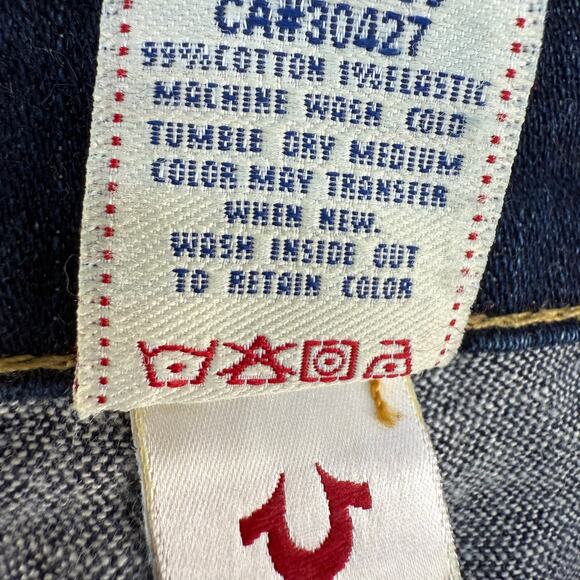 CA#30427
99%COTTON 1%ELASTIC
MACHINE WASH COLD
TUMBLE DRY MEDIUM
COLOR MAY TRANSFER
WHEN NEW.
WASH INSIDE OUT
TO RETAIN COLOR